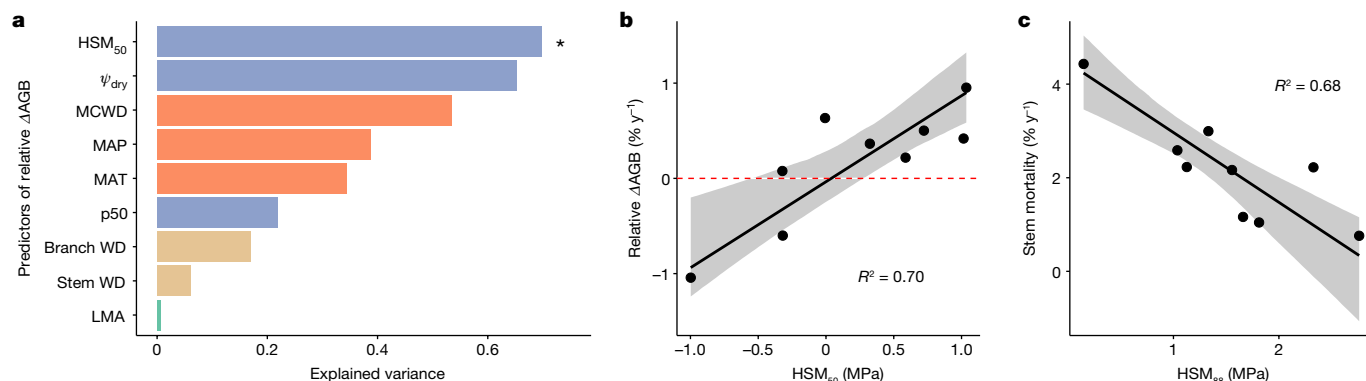 a
Predictors of relative ΔAGB
HSM50
*
ψdry
MCWD
MAP
MAT
p50
Branch WD
Stem WD
LMA
0
0.2
0.4
0.6
Explained variance
b
Relative ΔAGB (% y−1)
1
0
−1
R2 = 0.70
−1.0
−0.5
0
0.5
1.0
HSM50 (MPa)
c
Stem mortality (% y−1)
4
2
0
R2 = 0.68
1
2
HSM88 (MPa)